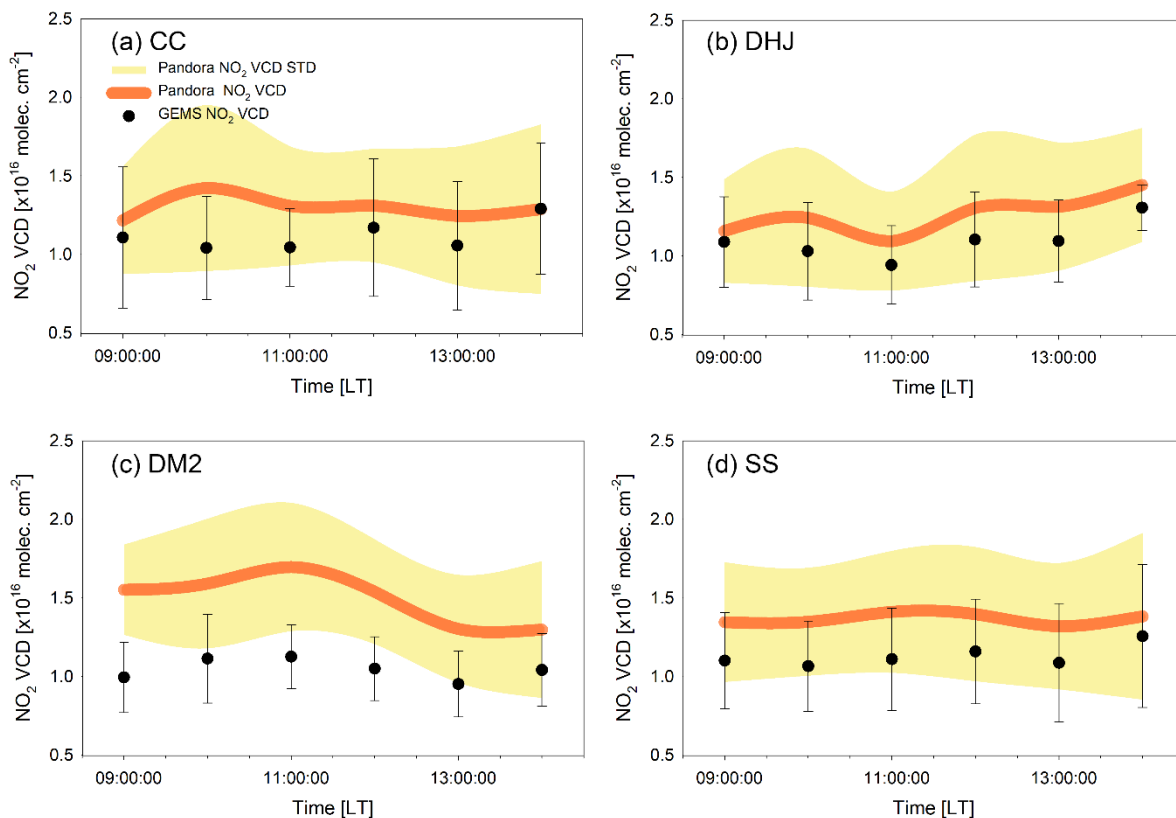 (a) CC
Pandora NO₂ VCD STD
Pandora NO₂ VCD
GEMS NO₂ VCD
NO₂ VCD [x10¹⁶ molec. cm⁻²]
2.5
2.0
1.5
1.0
0.5
09:00:00 11:00:00 13:00:00
Time [LT]
(b) DHJ
NO₂ VCD [x10¹⁶ molec. cm⁻²]
2.5
2.0
1.5
1.0
0.5
09:00:00 11:00:00 13:00:00
Time [LT]
(c) DM2
NO₂ VCD [x10¹⁶ molec. cm⁻²]
2.5
2.0
1.5
1.0
0.5
09:00:00 11:00:00 13:00:00
Time [LT]
(d) SS
NO₂ VCD [x10¹⁶ molec. cm⁻²]
2.5
2.0
1.5
1.0
0.5
09:00:00 11:00:00 13:00:00
Time [LT]